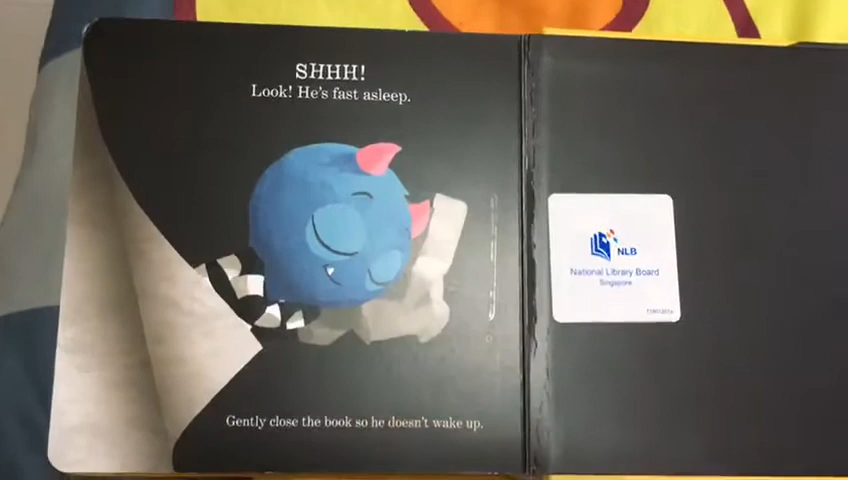 SHHH!
Look! He's fast asleep.
Gently close the book so he doesn't wake up.
NLB
National Library Board
Singapore